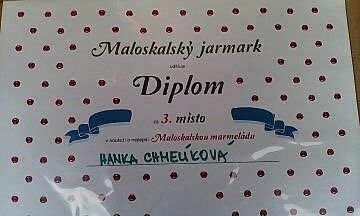 Maloskalský jarmark
uděluje
Diplom
za 3. místo
v soutěži o nejlepší Maloskalskou marmeládu
HANKA CHMELÍKOVÁ